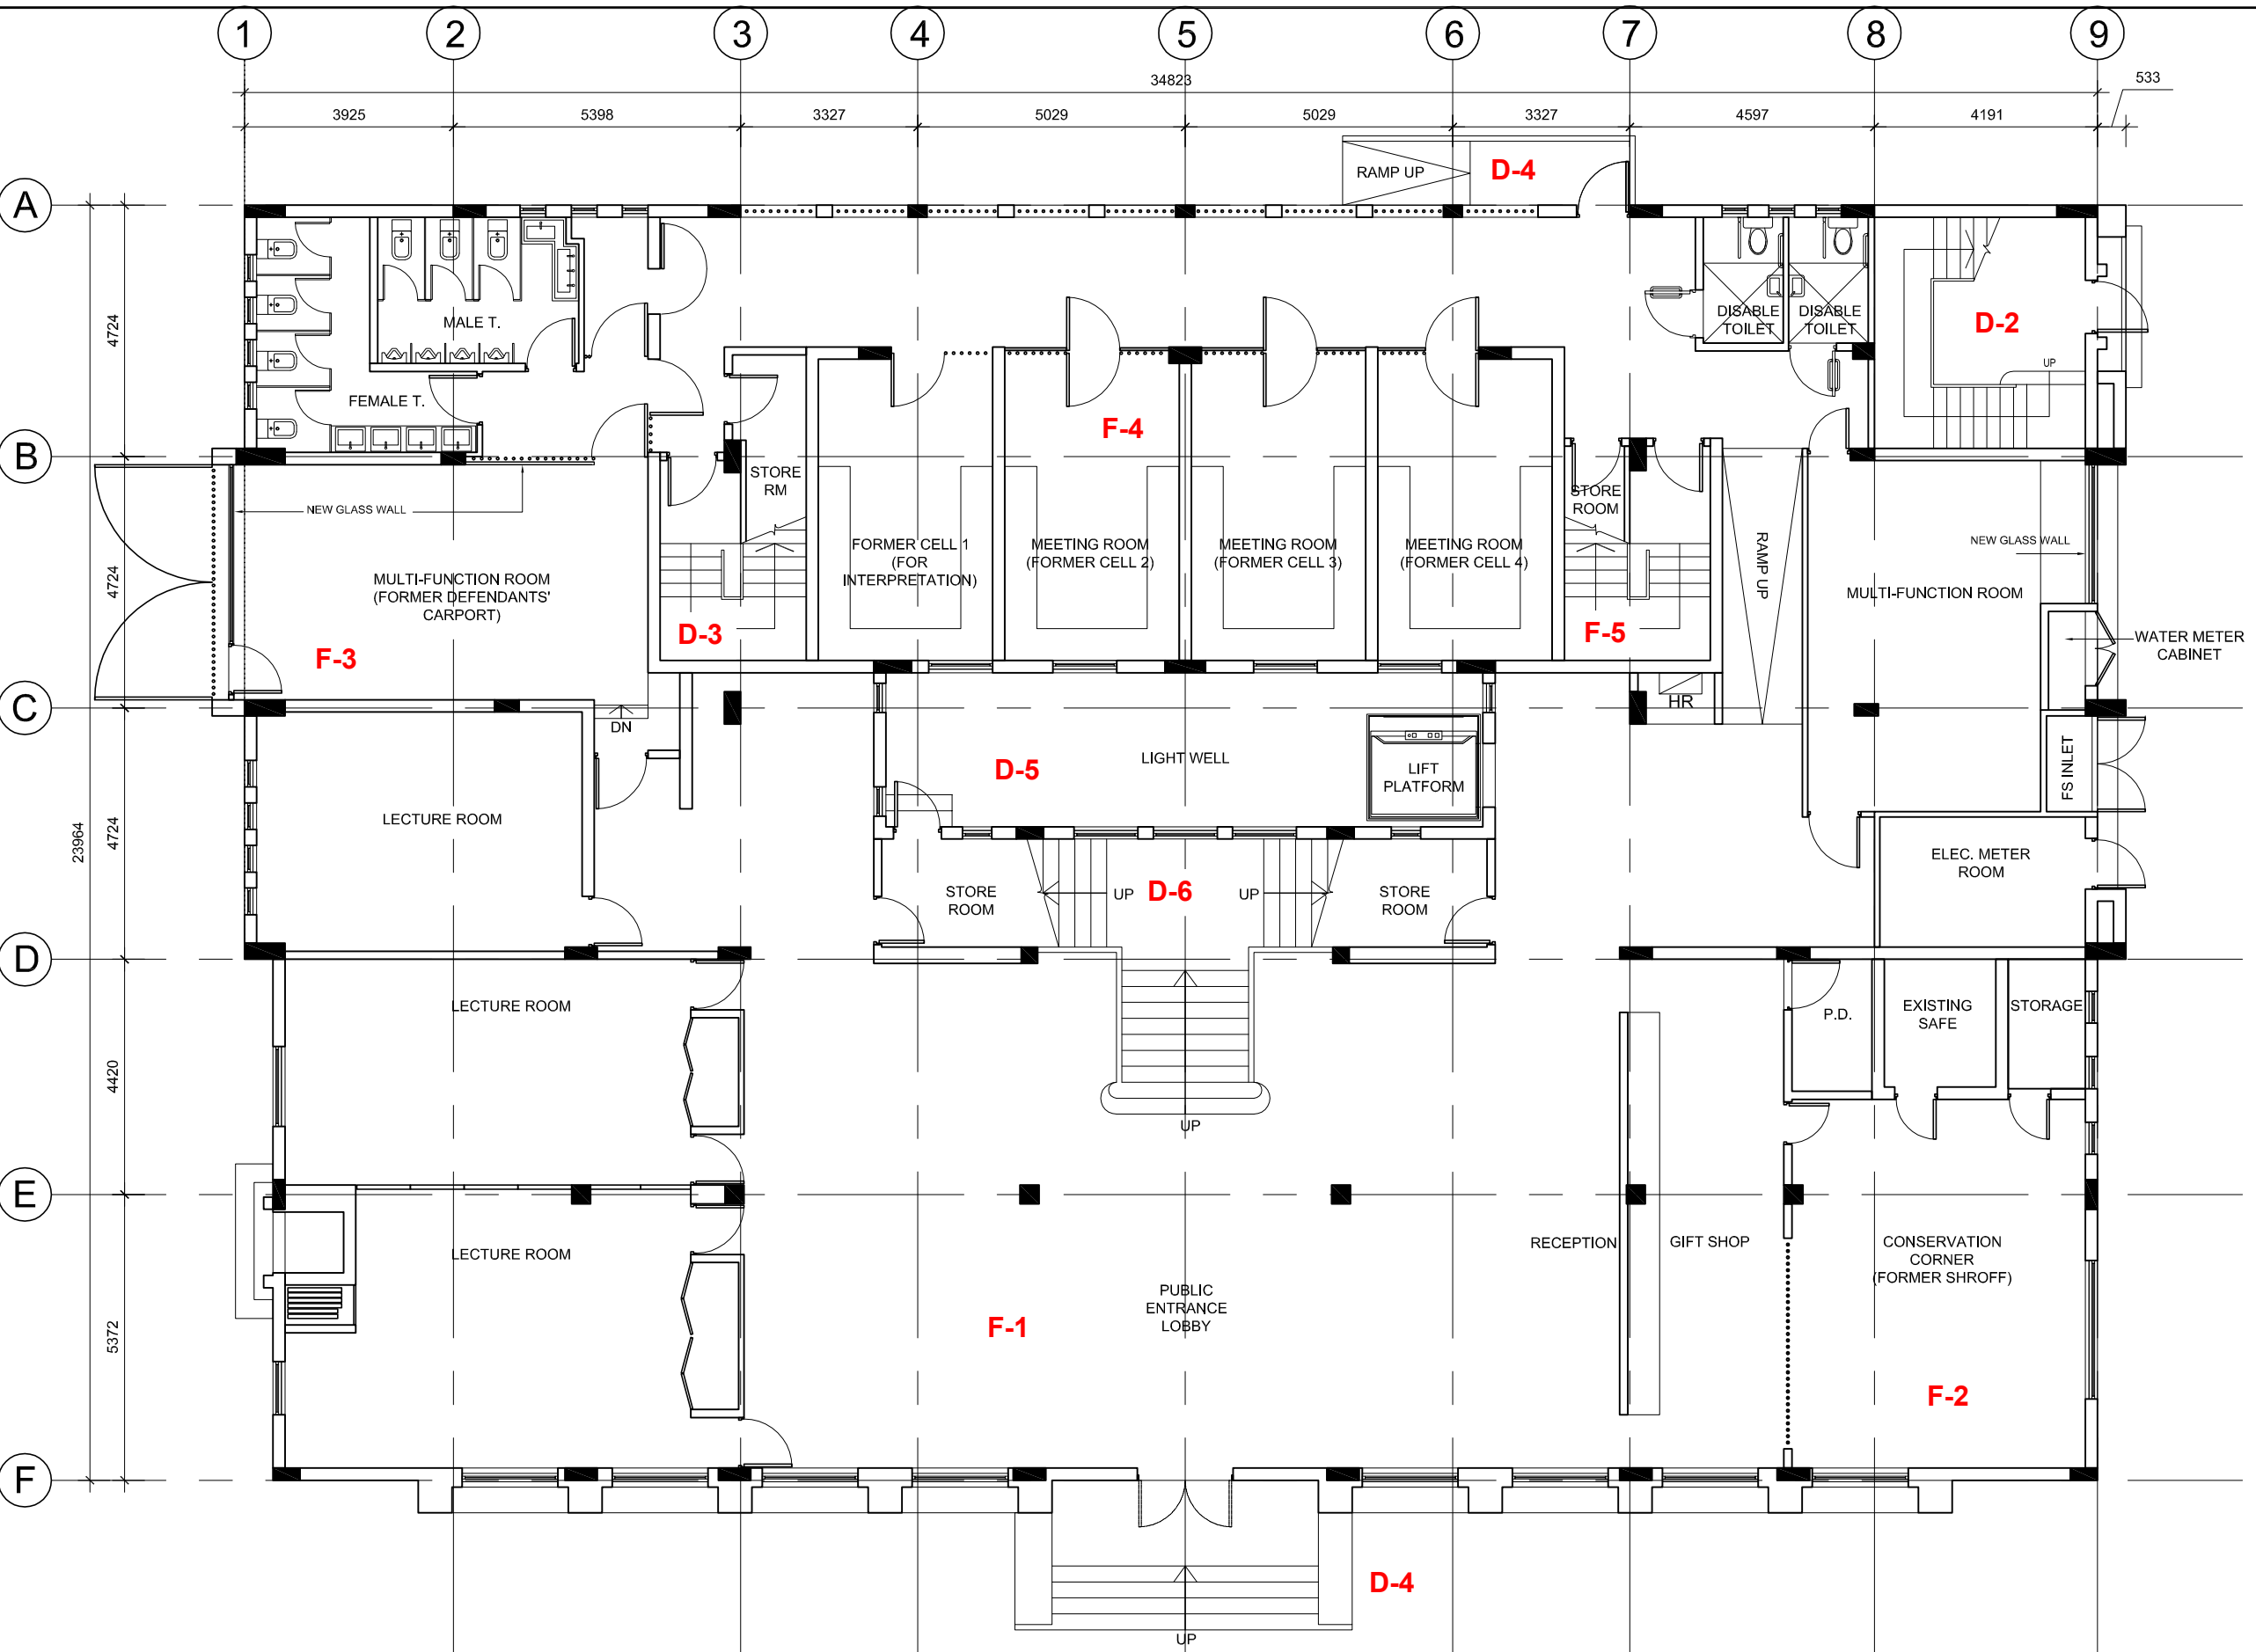 1 2 3 4 5 6 7 8 9
34823
533
3925 5398 3327 5029 5029 3327 4597 4191
RAMP UP
D-4
A
DISABLE
TOILET
DISABLE
TOILET
D-2
MALE T.
4724
UP
FEMALE T.
F-4
B
STORE
RM
STORE
ROOM
NEW GLASS WALL
NEW GLASS WALL
FORMER CELL 1
(FOR
INTERPRETATION)
MEETING ROOM
(FORMER CELL 2)
MEETING ROOM
(FORMER CELL 3)
MEETING ROOM
(FORMER CELL 4)
RAMP UP
4724
MULTI-FUNCTION ROOM
(FORMER DEFENDANTS'
CARPORT)
MULTI-FUNCTION ROOM
F-3
D-3
F-5
WATER METER
CABINET
C
DN
HR
LIGHT WELL
D-5
LIFT
PLATFORM
FS INLET
LECTURE ROOM
23964
4724
ELEC. METER
ROOM
STORE
ROOM
UP
D-6
UP
STORE
ROOM
D
LECTURE ROOM
P.D.
EXISTING
SAFE
STORAGE
4420
UP
E
LECTURE ROOM
RECEPTION
GIFT SHOP
CONSERVATION
CORNER
(FORMER SHROFF)
PUBLIC
ENTRANCE
LOBBY
F-1
5372
F-2
F
D-4
UP